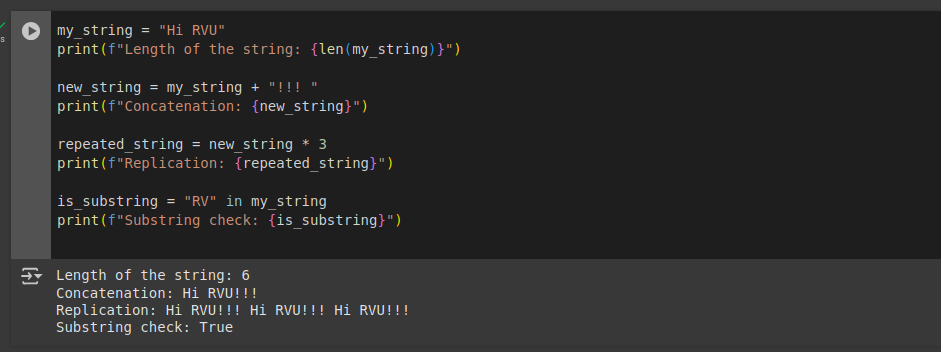 my_string = "Hi RVU"
print(f"Length of the string: {len(my_string)}")
new_string = my_string + "!!! "
print(f"Concatenation: {new_string}")
repeated_string = new_string * 3
print(f"Replication: {repeated_string}")
is_substring = "RV" in my_string
print(f"Substring check: {is_substring}")
s
Length of the string: 6
Concatenation: Hi RVU!!!
Replication: Hi RVU!!! Hi RVU!!! Hi RVU!!!
Substring check: True